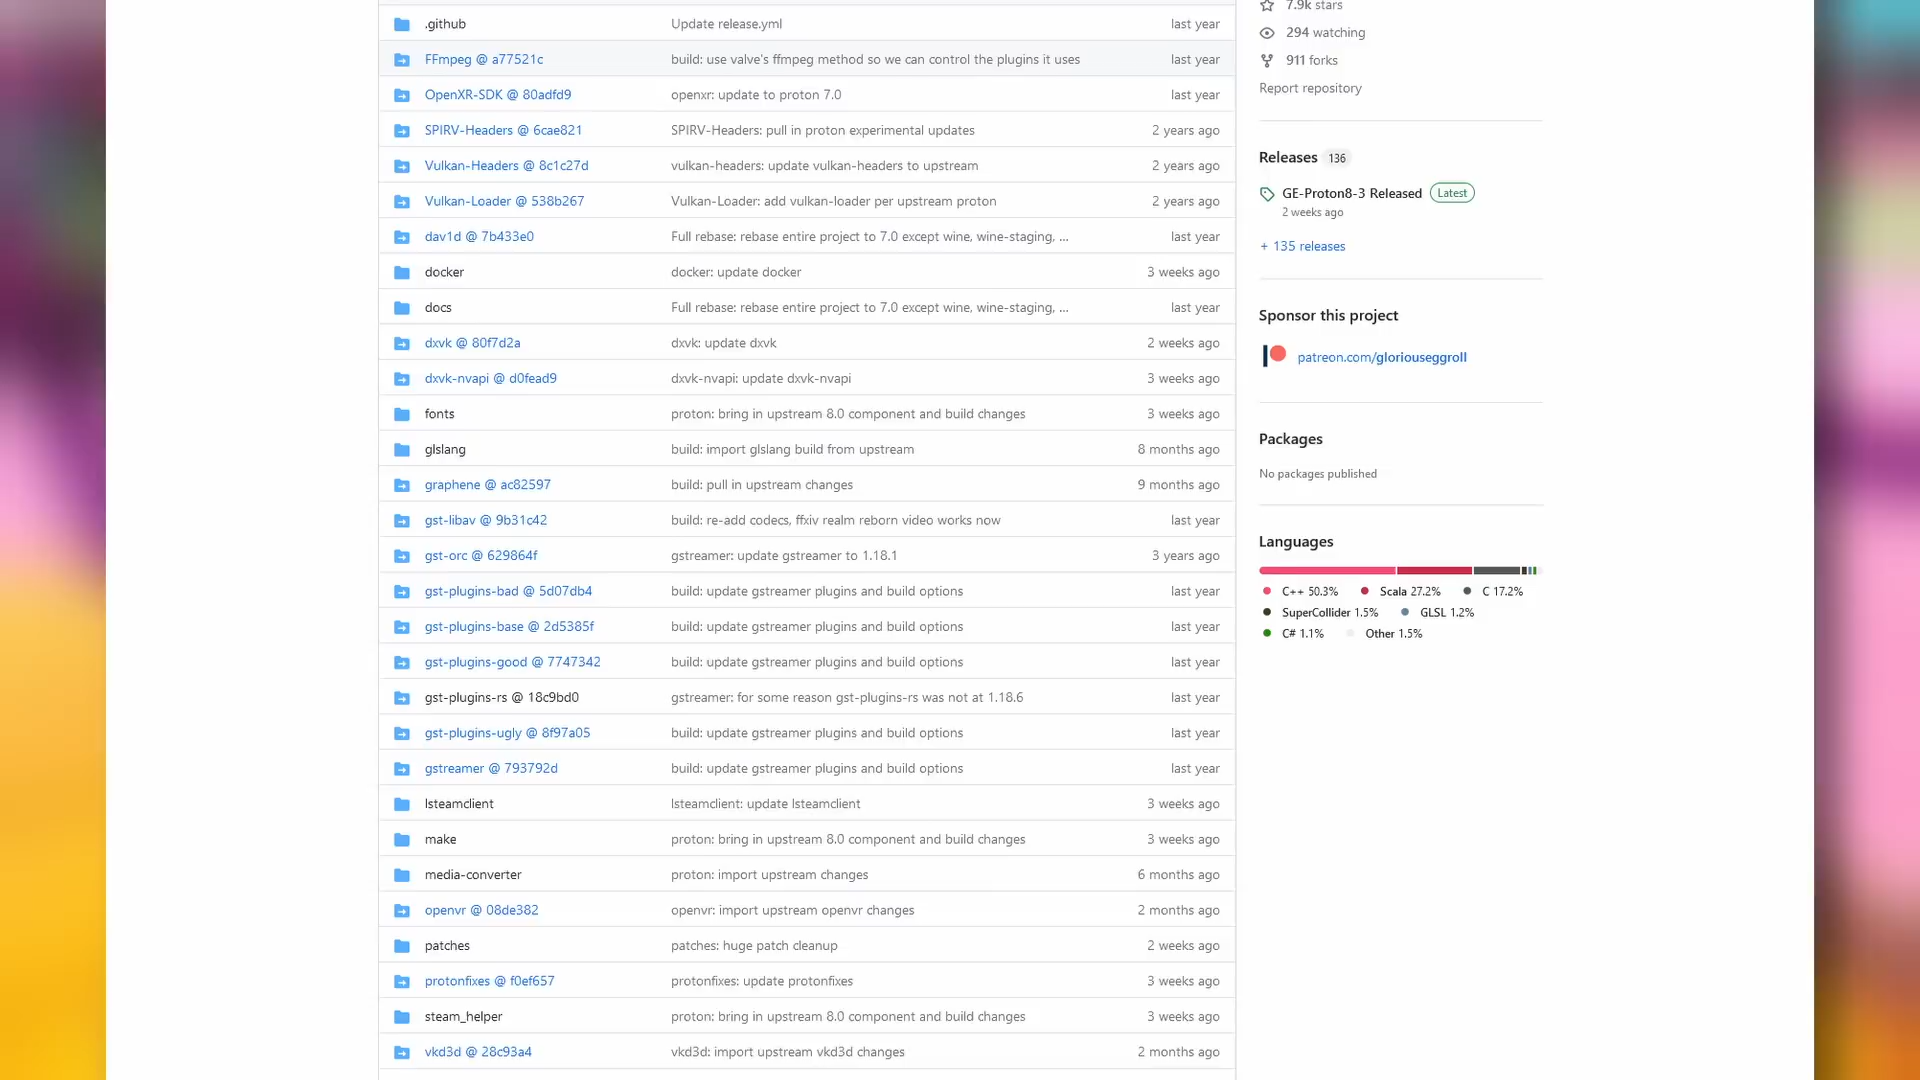 .github Update release.yml last year
FFmpeg @ a77521c build: use valve's ffmpeg method so we can control the plugins it uses last year
OpenXR-SDK @ 80adfd9 openxr: update to proton 7.0 last year
SPIRV-Headers @ 6cae821 SPIRV-Headers: pull in proton experimental updates 2 years ago
Vulkan-Headers @ 8c1c27d vulkan-headers: update vulkan-headers to upstream 2 years ago
Vulkan-Loader @ 538b267 Vulkan-Loader: add vulkan-loader per upstream proton 2 years ago
dav1d @ 7b433e0 Full rebase: rebase entire project to 7.0 except wine, wine-staging, ... last year
docker docker: update docker 3 weeks ago
docs Full rebase: rebase entire project to 7.0 except wine, wine-staging, ... last year
dxvk @ 80f7d2a dxvk: update dxvk 2 weeks ago
dxvk-nvapi @ d0fead9 dxvk-nvapi: update dxvk-nvapi 3 weeks ago
fonts proton: bring in upstream 8.0 component and build changes 3 weeks ago
glslang build: import glslang build from upstream 8 months ago
graphene @ ac82597 build: pull in upstream changes 9 months ago
gst-libav @ 9b31c42 build: re-add codecs, ffxiv realm reborn video works now last year
gst-orc @ 629864f gstreamer: update gstreamer to 1.18.1 3 years ago
gst-plugins-bad @ 5d07db4 build: update gstreamer plugins and build options last year
gst-plugins-base @ 2d5385f build: update gstreamer plugins and build options last year
gst-plugins-good @ 7747342 build: update gstreamer plugins and build options last year
gst-plugins-rs @ 18c9bd0 gstreamer: for some reason gst-plugins-rs was not at 1.18.6 last year
gst-plugins-ugly @ 8f97a05 build: update gstreamer plugins and build options last year
gstreamer @ 793792d build: update gstreamer plugins and build options last year
lsteamclient lsteamclient: update lsteamclient 3 weeks ago
make proton: bring in upstream 8.0 component and build changes 3 weeks ago
media-converter proton: import upstream changes 6 months ago
openvr @ 08de382 openvr: import upstream openvr changes 2 months ago
patches patches: huge patch cleanup 2 weeks ago
protonfixes @ f0ef657 protonfixes: update protonfixes 3 weeks ago
steam_helper proton: bring in upstream 8.0 component and build changes 3 weeks ago
vkd3d @ 28c93a4 vkd3d: import upstream vkd3d changes 2 months ago
7.9k stars
294 watching
911 forks
Report repository
Releases 136
GE-Proton8-3 Released Latest
2 weeks ago
+ 135 releases
Sponsor this project
patreon.com/gloriouseggroll
Packages
No packages published
Languages
C++ 50.3% Scala 27.2% C 17.2%
SuperCollider 1.5% GLSL 1.2%
C# 1.1% Other 1.5%